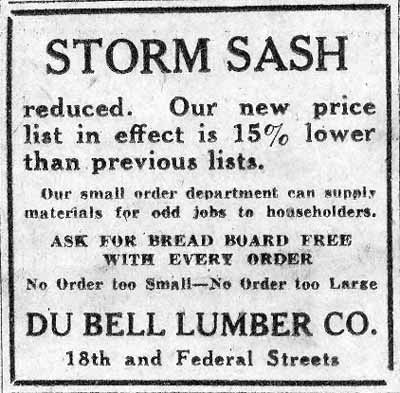 STORM SASH
reduced. Our new price
list in effect is 15% lower
than previous lists.
Our small order department can supply
materials for odd jobs to householders.
ASK FOR BREAD BOARD FREE
WITH EVERY ORDER
No Order too Small—No Order too Large
DU BELL LUMBER CO.
18th and Federal Streets